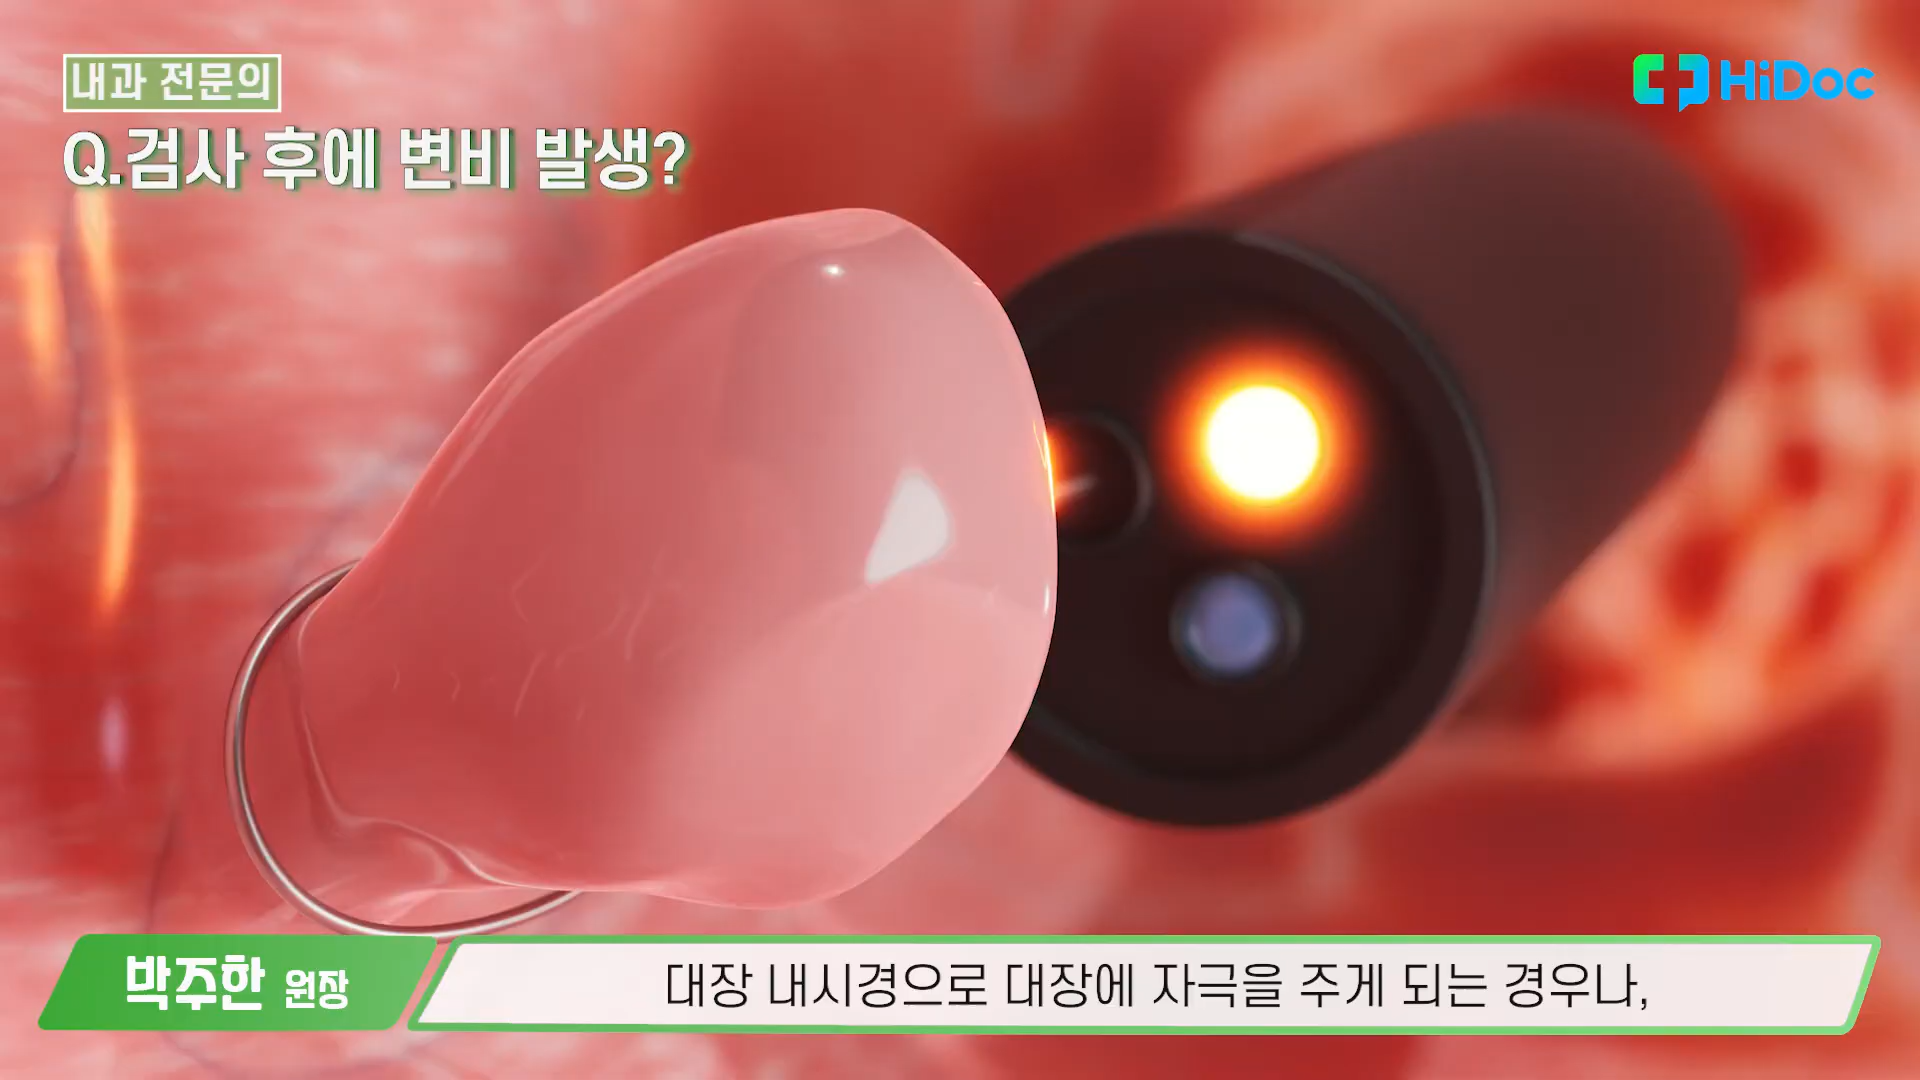 내과 전문의
HiDoc
Q.검사 후에 변비 발생?
박주한 원장
대장 내시경으로 대장에 자극을 주게 되는 경우나,